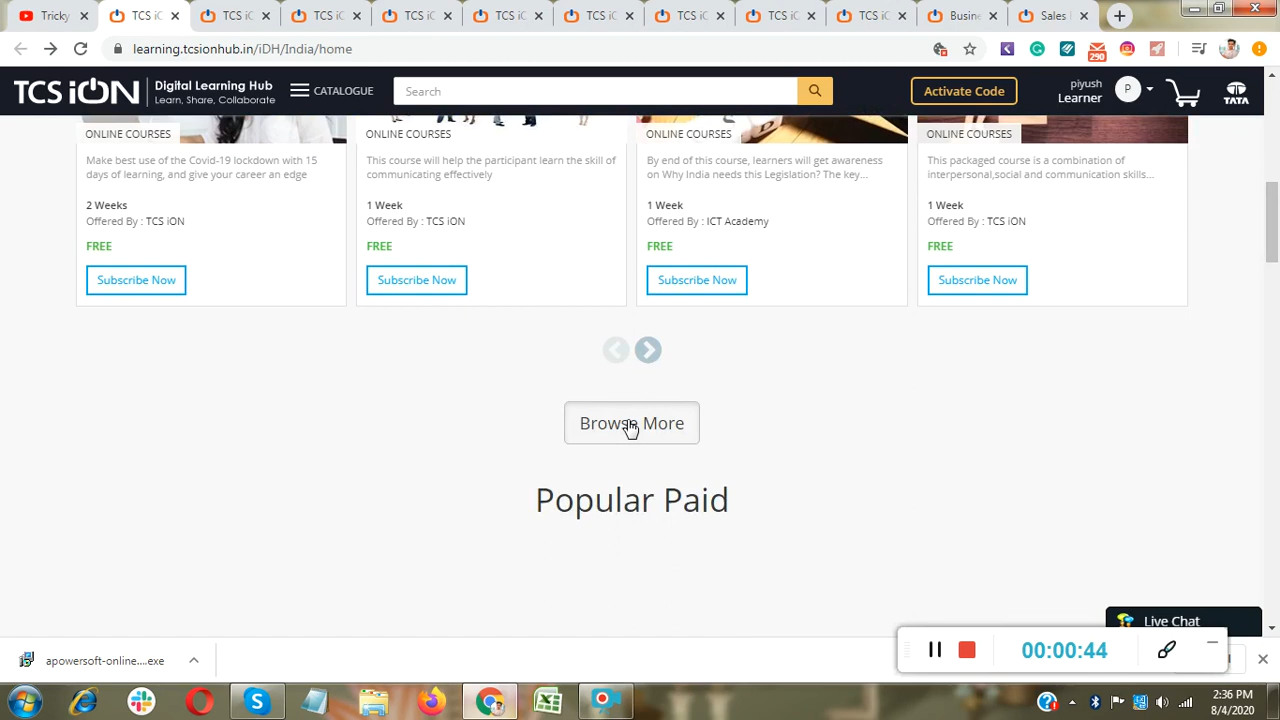 Tricky
TCS iC
TCS iC
TCS iC
TCS iC
TCS iC
TCS iC
TCS iC
TCS iC
TCS iC
Busine
Sales
learning.tcsionhub.in/iDH/India/home
290
TCS iON Digital Learning Hub
Learn, Share, Collaborate
CATALOGUE
Search
Activate Code
piyush
Learner
P
TATA
ONLINE COURSES
ONLINE COURSES
ONLINE COURSES
ONLINE COURSES
Make best use of the Covid-19 lockdown with 15
days of learning, and give your career an edge
2 Weeks
Offered By : TCS iON
FREE
Subscribe Now
This course will help the participant learn the skill of
communicating effectively
1 Week
Offered By : TCS iON
FREE
Subscribe Now
By end of this course, learners will get awareness
on Why India needs this Legislation? The key...
1 Week
Offered By : ICT Academy
FREE
Subscribe Now
This packaged course is a combination of
interpersonal,social and communication skills...
1 Week
Offered By : TCS iON
FREE
Subscribe Now
Browse More
Popular Paid
Live Chat
00:00:44
apowersoft-online....exe
2:36 PM
8/4/2020